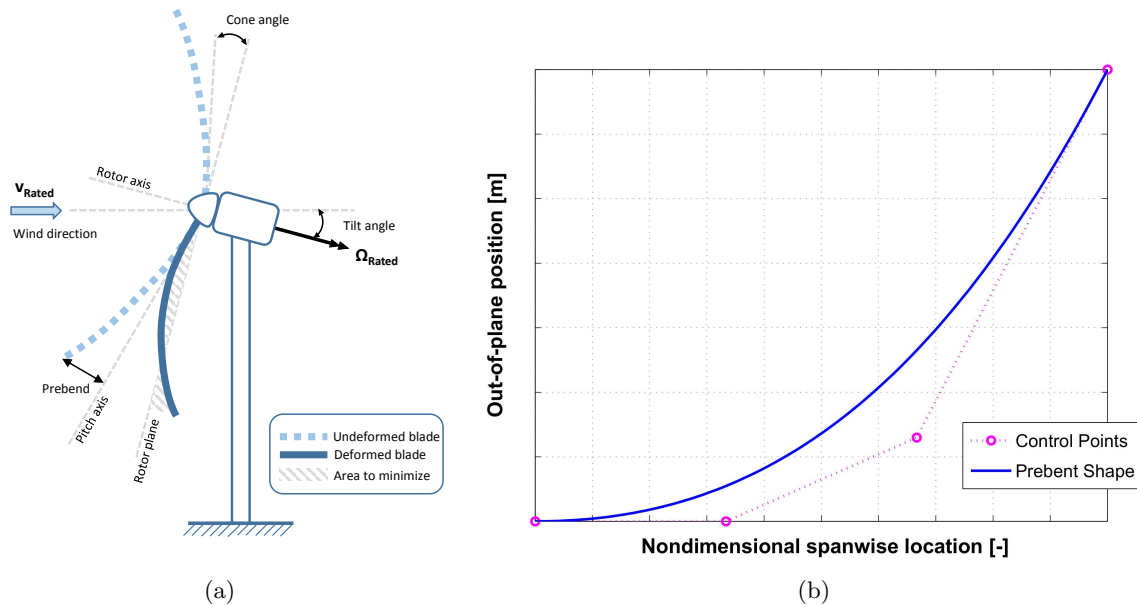 Cone angle
Rotor axis
V_Rated
Wind direction
Tilt angle
Ω_Rated
Prebend
Pitch axis
Rotor plane
Undeformed blade
Deformed blade
Area to minimize
(a)
Out-of-plane position [m]
Control Points
Prebent Shape
Nondimensional spanwise location [-]
(b)